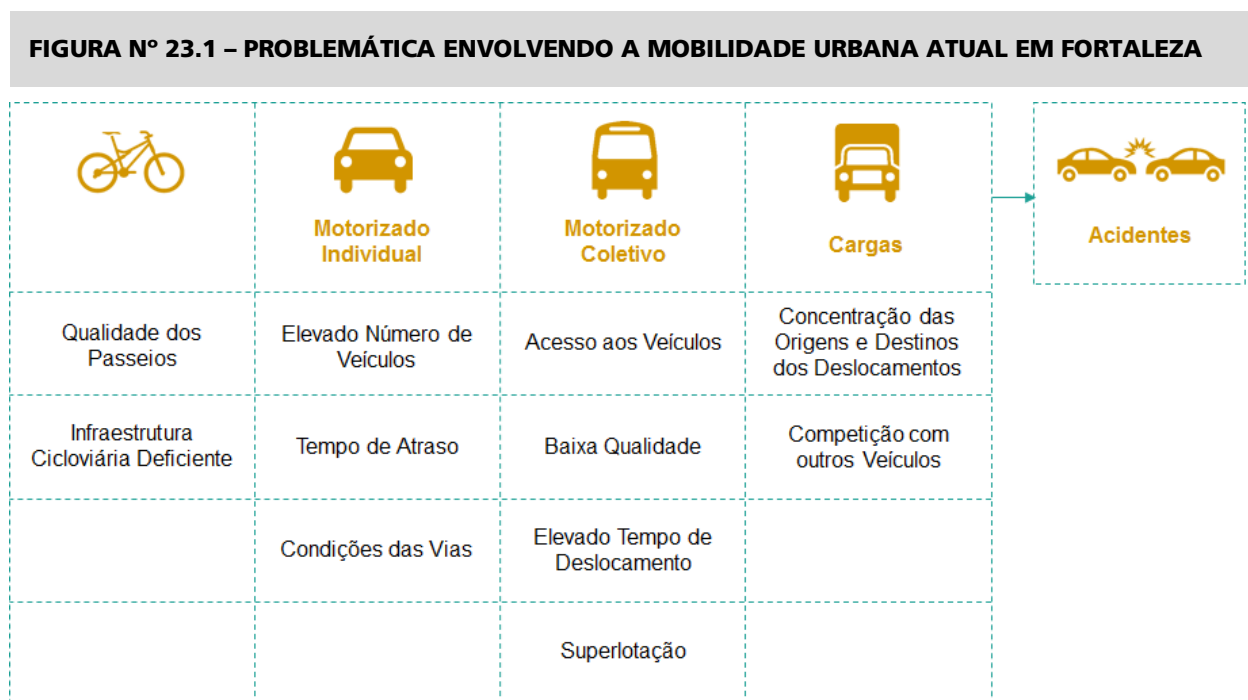 FIGURA Nº 23.1 – PROBLEMÁTICA ENVOLVENDO A MOBILIDADE URBANA ATUAL EM FORTALEZA
Motorizado
Individual
Motorizado
Coletivo
Cargas
Acidentes
Qualidade dos
Passeios
Elevado Número de
Veículos
Acesso aos Veículos
Concentração das
Origens e Destinos
dos Deslocamentos
Infraestrutura
Cicloviária Deficiente
Tempo de Atraso
Baixa Qualidade
Competição com
outros Veículos
Condições das Vias
Elevado Tempo de
Deslocamento
Superlotação